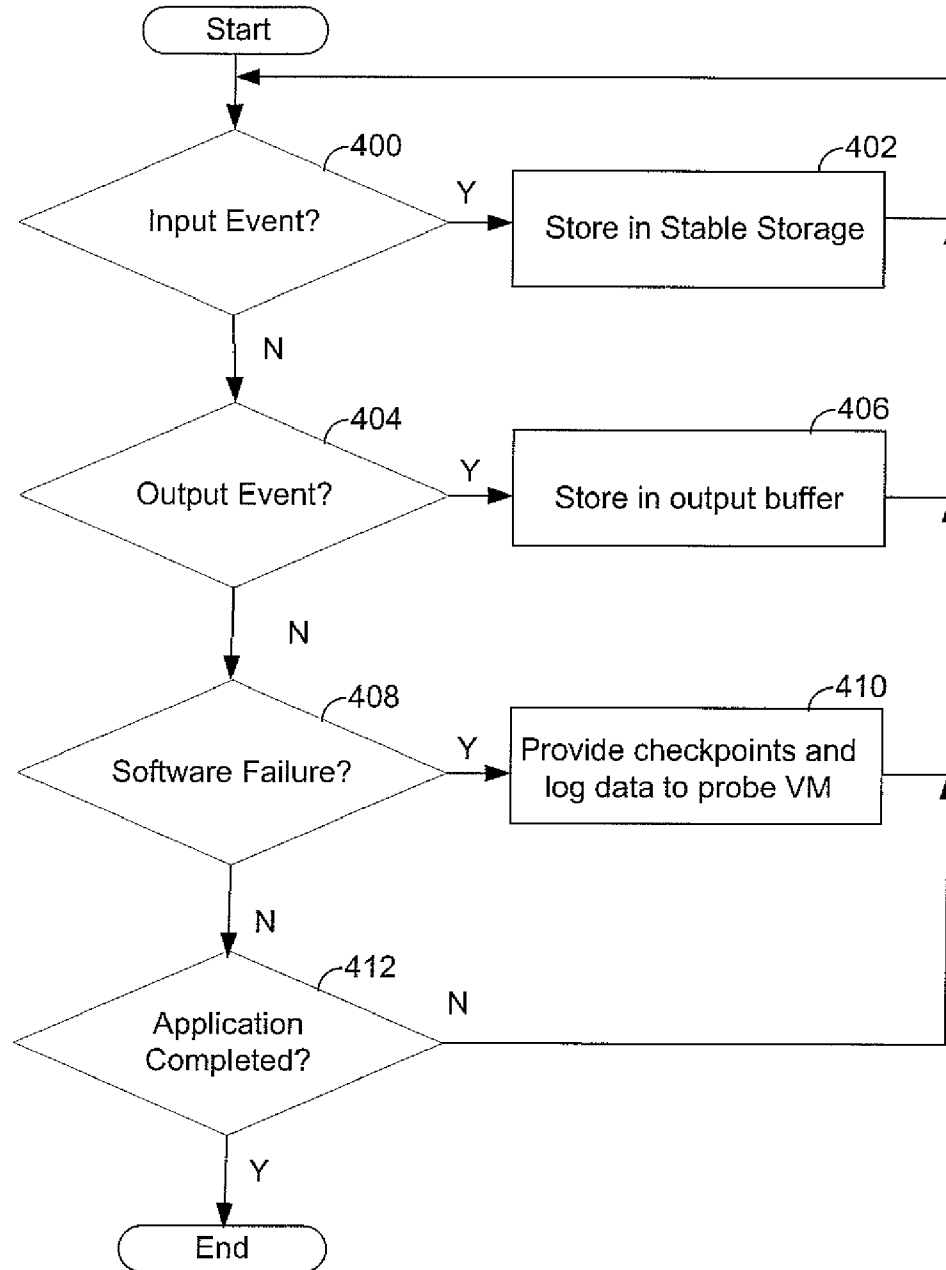 Start
400
Input Event?
Y
402
Store in Stable Storage
N
404
Output Event?
Y
406
Store in output buffer
N
408
Software Failure?
Y
410
Provide checkpoints and
log data to probe VM
N
412
Application
Completed?
N
Y
End